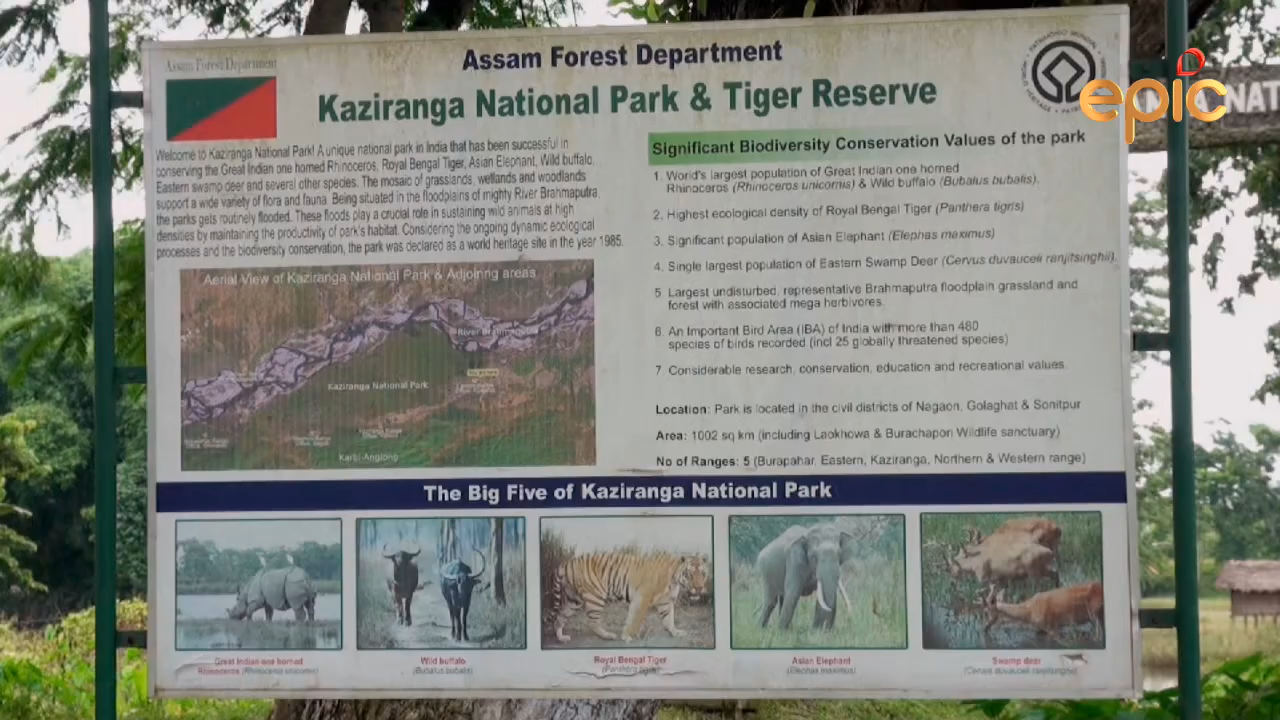 Assam Forest Department
Assam Forest Department
Kaziranga National Park & Tiger Reserve
epic
NAT
Welcome to Kaziranga National Park! A unique national park in India that has been successful in
conserving the Great Indian one horned Rhinoceros, Royal Bengal Tiger, Asian Elephant, Wild buffalo,
Eastern swamp deer and several other species. The mosaic of grasslands, wetlands and woodlands
support a wide variety of flora and fauna. Being situated in the floodplains of mighty River Brahmaputra,
the parks gets routinely flooded. These floods play a crucial role in sustaining wild animals at high
densities by maintaining the productivity of park's habitat. Considering the ongoing dynamic ecological
processes and the biodiversity conservation, the park was declared as a world heritage site in the year 1985.
Aerial View of Kaziranga National Park & Adjoinng areas
River Brahmaputra
Kaziranga National Park
Karbi-Anglong
Significant Biodiversity Conservation Values of the park
1. World's largest population of Great Indian one horned
Rhinoceros (Rhinoceros unicornis) & Wild buffalo (Bubalus bubalis).
2. Highest ecological density of Royal Bengal Tiger (Panthera tigris)
3. Significant population of Asian Elephant (Elephas maximus)
4. Single largest population of Eastern Swamp Deer (Cervus duvauceli ranjitsinghii).
5 Largest undisturbed, representative Brahmaputra floodplain grassland and
forest with associated mega herbivores.
6. An Important Bird Area (IBA) of India with more than 480
species of birds recorded (incl 25 globally threatened species)
7 Considerable research, conservation, education and recreational values.
Location: Park is located in the civil districts of Nagaon, Golaghat & Sonitpur
Area: 1002 sq km (including Laokhowa & Burachapori Wildlife sanctuary)
No of Ranges: 5 (Burapahar, Eastern, Kaziranga, Northern & Western range)
The Big Five of Kaziranga National Park
Great Indian one horned
Rhinoceros (Rhinoceros unicornis)
Wild buffalo
(Bubalus bubalis)
Royal Bengal Tiger
(Panthera tigris)
Asian Elephant
(Elephas maximus)
Swamp deer
(Cervus duvauceli ranjitsinghii)